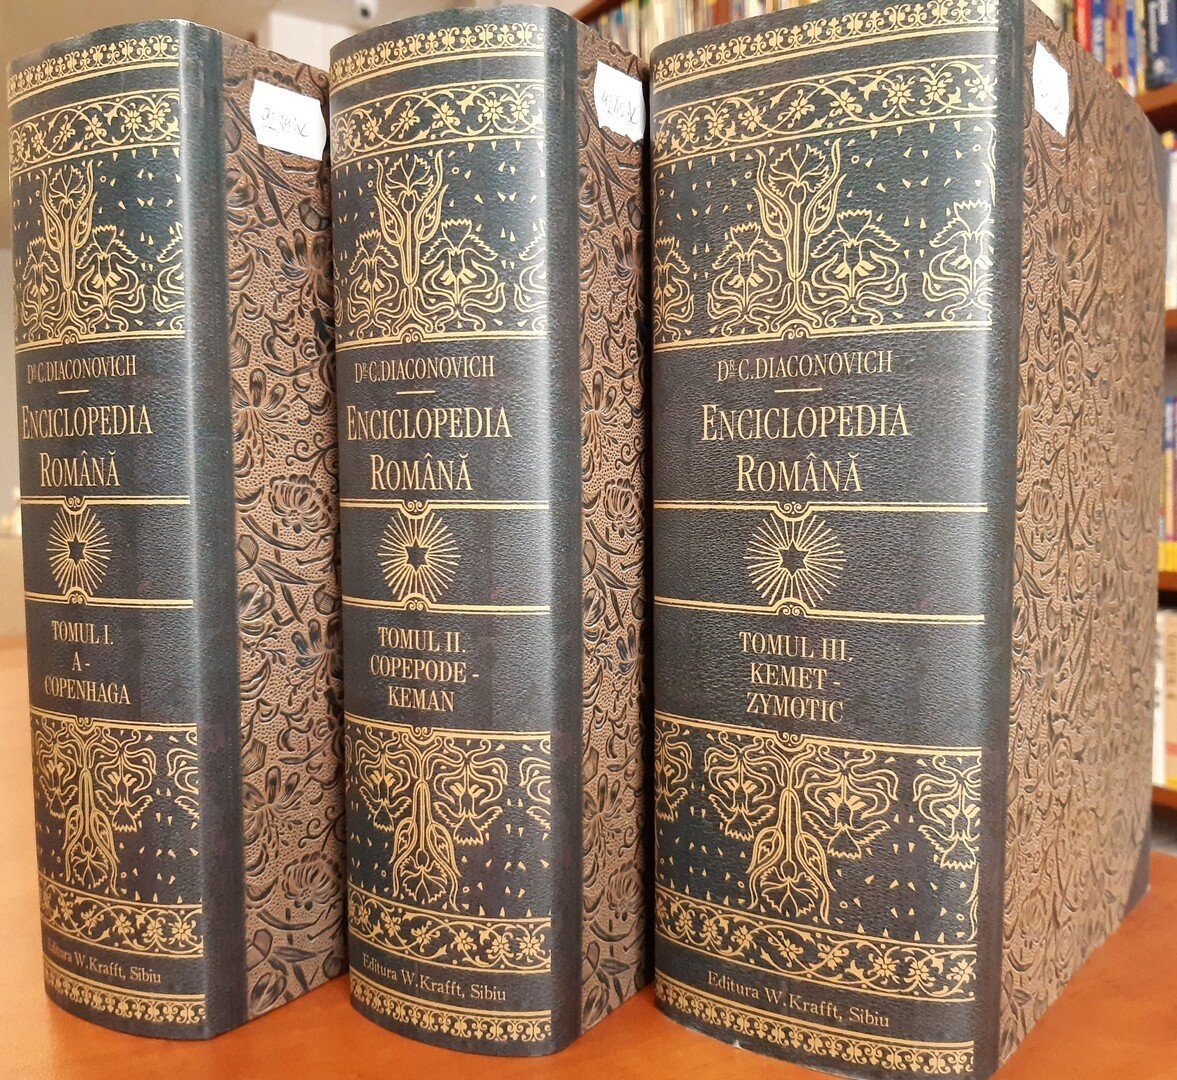 Dᴿ C. DIACONOVICH
ENCICLOPEDIA
ROMÂNĂ
TOMUL I.
A -
COPENHAGA
Editura W. Krafft, Sibiu
Dᴿ C. DIACONOVICH
ENCICLOPEDIA
ROMÂNĂ
TOMUL II.
COPEPODE -
KEMAN
Editura W. Krafft, Sibiu
Dᴿ C. DIACONOVICH
ENCICLOPEDIA
ROMÂNĂ
TOMUL III.
KEMET -
ZYMOTIC
Editura W. Krafft, Sibiu